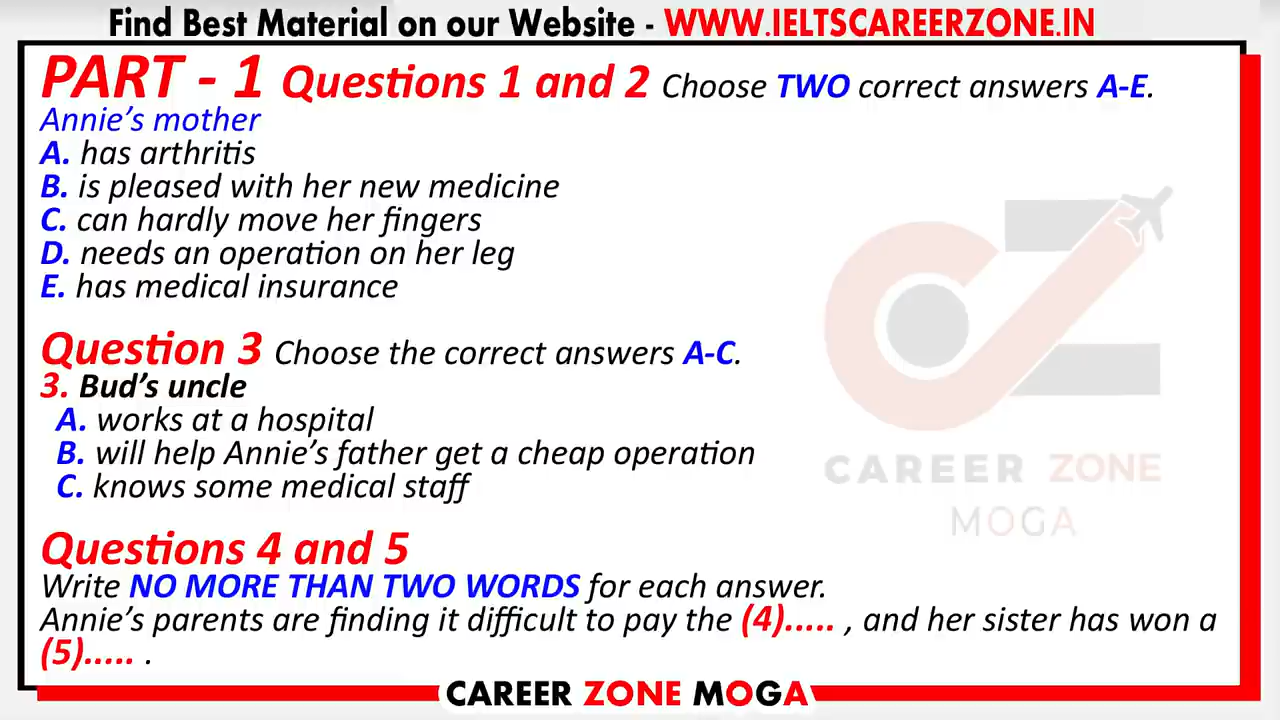 Find Best Material on our Website - WWW.IELTSCAREERZONE.IN
PART - 1 Questions 1 and 2 Choose TWO correct answers A-E.
Annie's mother
A. has arthritis
B. is pleased with her new medicine
C. can hardly move her fingers
D. needs an operation on her leg
E. has medical insurance
Question 3 Choose the correct answers A-C.
3. Bud's uncle
A. works at a hospital
B. will help Annie's father get a cheap operation
C. knows some medical staff
CAREER ZONE
MOGA
Questions 4 and 5
Write NO MORE THAN TWO WORDS for each answer.
Annie's parents are finding it difficult to pay the (4)..... , and her sister has won a
(5)..... .
CAREER ZONE MOGA